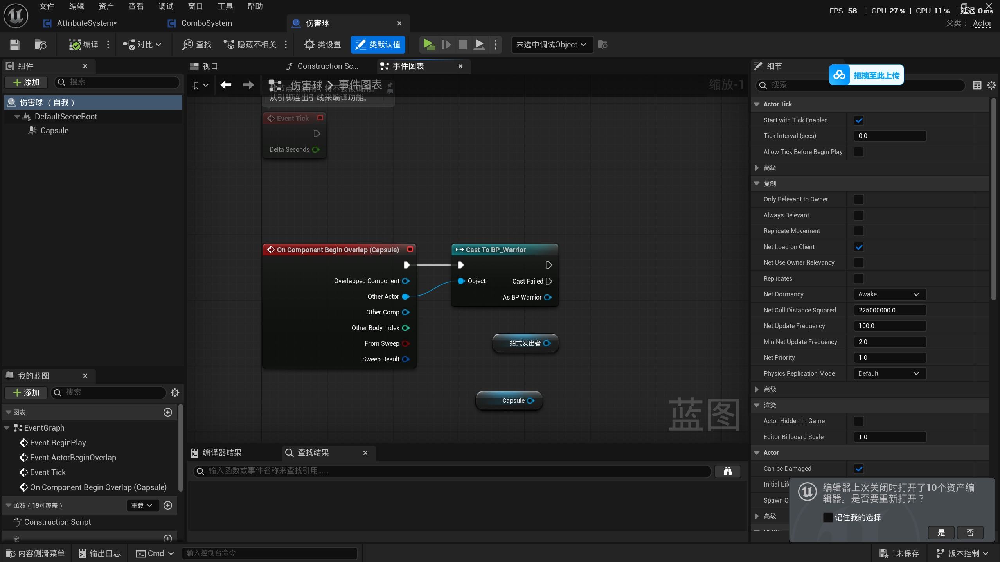 文件 编辑 资产 查看 调试 窗口 工具 帮助
FPS 58 | GPU 27% | CPU 11% | 延迟 0ms
AttributeSystem* ComboSystem 伤害球
父类： Actor
编译 对比 查找 隐藏不相关 类设置 类默认值 未选中调试Object
组件
添加 搜索
伤害球（自我）
DefaultSceneRoot
Capsule
我的蓝图
添加 搜索
图表
EventGraph
Event BeginPlay
Event ActorBeginOverlap
Event Tick
On Component Begin Overlap (Capsule)
函数（19可覆盖） 重载
Construction Script
宏
视口 Construction Sc... 事件图表
伤害球 > 事件图表 缩放-1
此节点被禁用，将不会被调用。
从引脚连出引线来编译功能。
Event Tick
Delta Seconds
On Component Begin Overlap (Capsule)
Overlapped Component
Other Actor
Other Comp
Other Body Index
From Sweep
Sweep Result
Cast To BP_Warrior
Object Cast Failed
As BP Warrior
招式发出者
Capsule
蓝图
编译器结果 查找结果
输入函数或事件名称来查找引用......
细节
拖拽至此上传
搜索
Actor Tick
Start with Tick Enabled
Tick Interval (secs) 0.0
Allow Tick Before Begin Play
高级
复制
Only Relevant to Owner
Always Relevant
Replicate Movement
Net Load on Client
Net Use Owner Relevancy
Replicates
Net Dormancy Awake
Net Cull Distance Squared 225000000.0
Net Update Frequency 100.0
Min Net Update Frequency 2.0
Net Priority 1.0
Physics Replication Mode Default
高级
渲染
Actor Hidden In Game
Editor Billboard Scale 1.0
Actor
Can be Damaged
Initial Lif
Spawn C
高级
编辑器上次关闭时打开了10个资产编
辑器。是否要重新打开？
记住我的选择
是 否
内容侧滑菜单 输出日志 Cmd 输入控制台命令 1未保存 版本控制